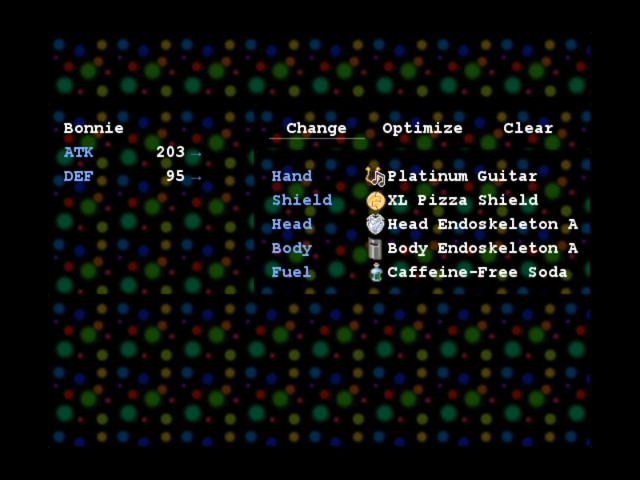 Bonnie Change Optimize Clear
ATK 203→
DEF 95→ Hand Platinum Guitar
Shield XL Pizza Shield
Head Head Endoskeleton A
Body Body Endoskeleton A
Fuel Caffeine-Free Soda